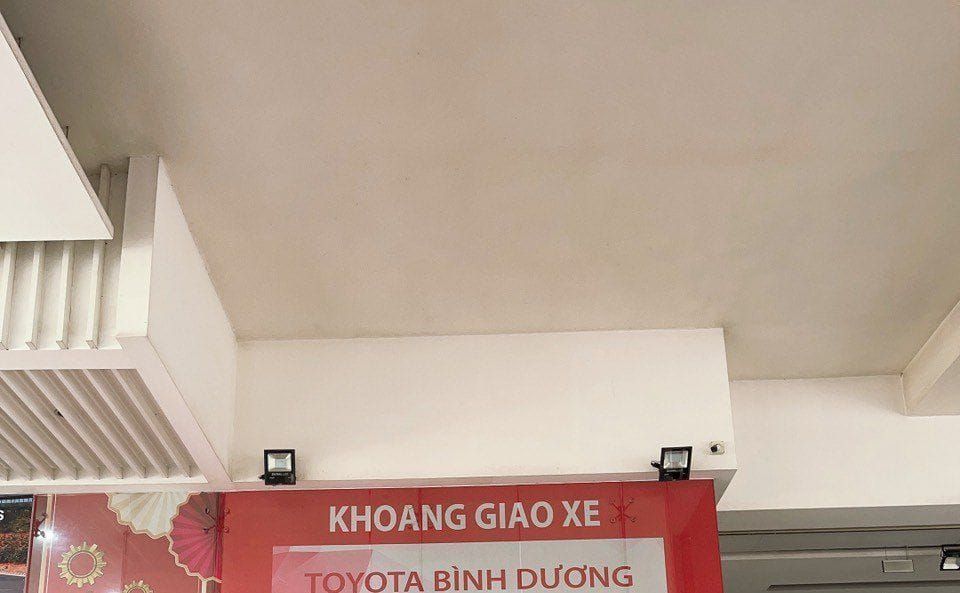 KHOANG GIAO XE
TOYOTA BÌNH DƯƠNG